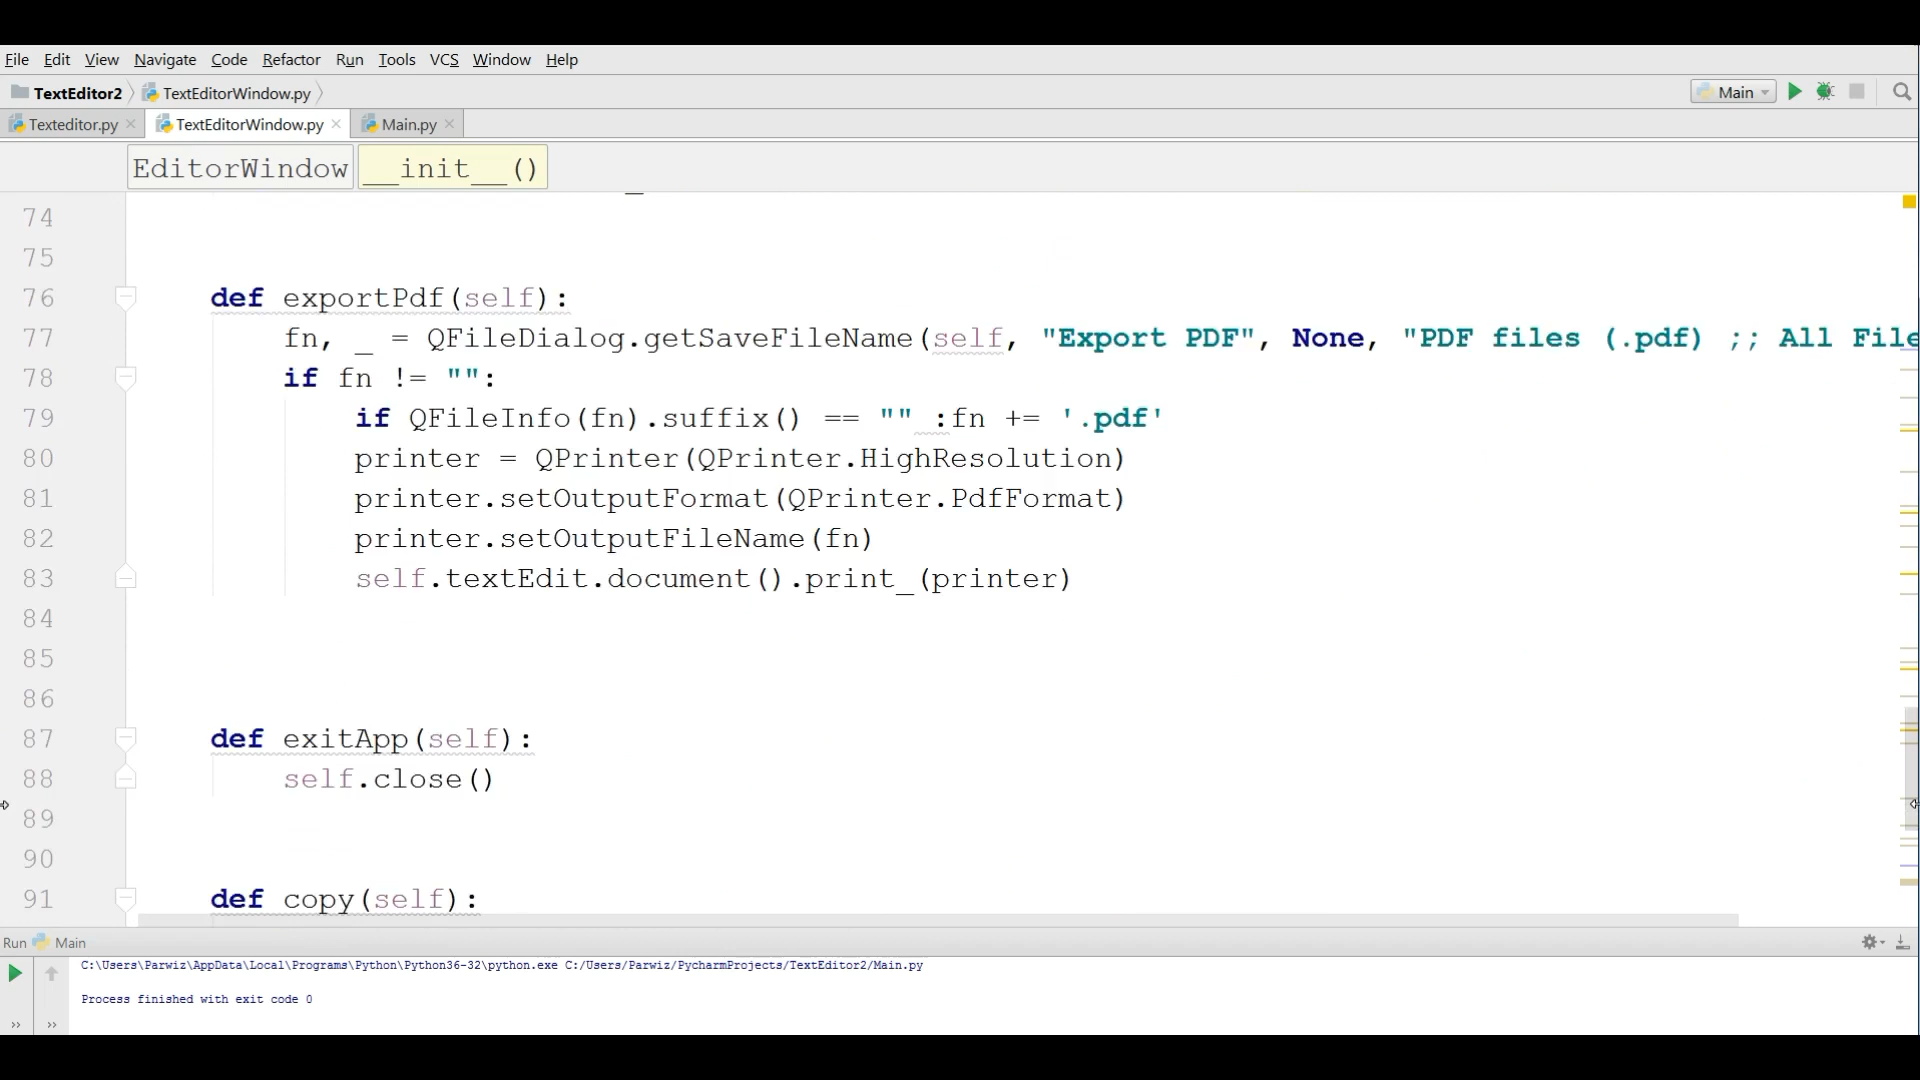 File Edit View Navigate Code Refactor Run Tools VCS Window Help
TextEditor2 TextEditorWindow.py Main
Texteditor.py TextEditorWindow.py Main.py
EditorWindow __init__()
74
75
76 def exportPdf(self):
77 fn, _ = QFileDialog.getSaveFileName(self, "Export PDF", None, "PDF files (.pdf) ;; All File
78 if fn != "":
79 if QFileInfo(fn).suffix() == "" :fn += '.pdf'
80 printer = QPrinter(QPrinter.HighResolution)
81 printer.setOutputFormat(QPrinter.PdfFormat)
82 printer.setOutputFileName(fn)
83 self.textEdit.document().print_(printer)
84
85
86
87 def exitApp(self):
88 self.close()
89
90
91 def copy(self):
Run Main
C:\Users\Parwiz\AppData\Local\Programs\Python\Python36-32\python.exe C:/Users/Parwiz/PycharmProjects/TextEditor2/Main.py
Process finished with exit code 0